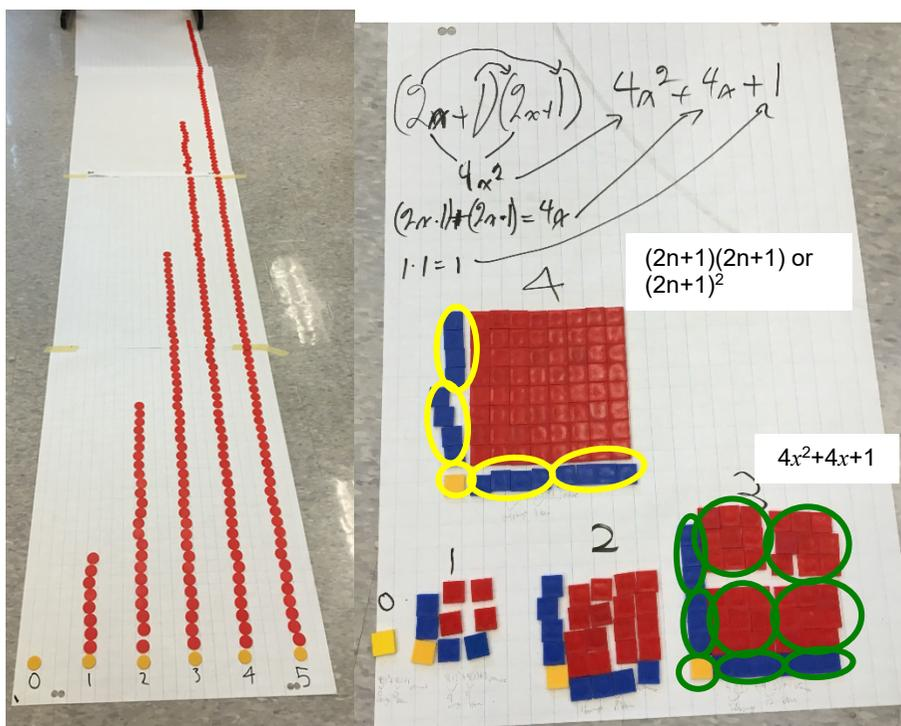 (2x+1)(2x+1) 4x²+4x+1
4x²
(2x·1)+(2x·1)=4x
1·1=1
(2n+1)(2n+1) or
(2n+1)²
4
4x²+4x+1
3
2
1
0
0 1 2 3 4 5